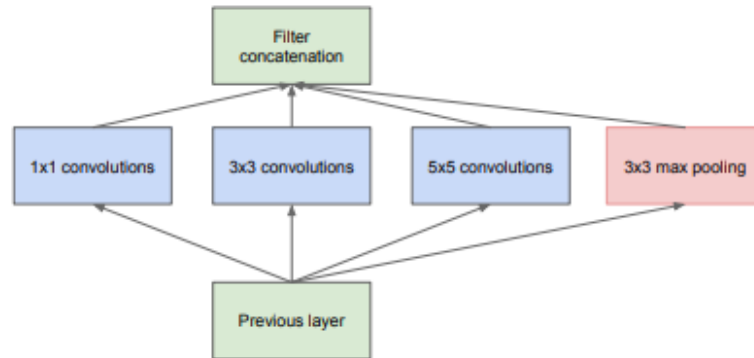 Filter
concatenation
1x1 convolutions
3x3 convolutions
5x5 convolutions
3x3 max pooling
Previous layer